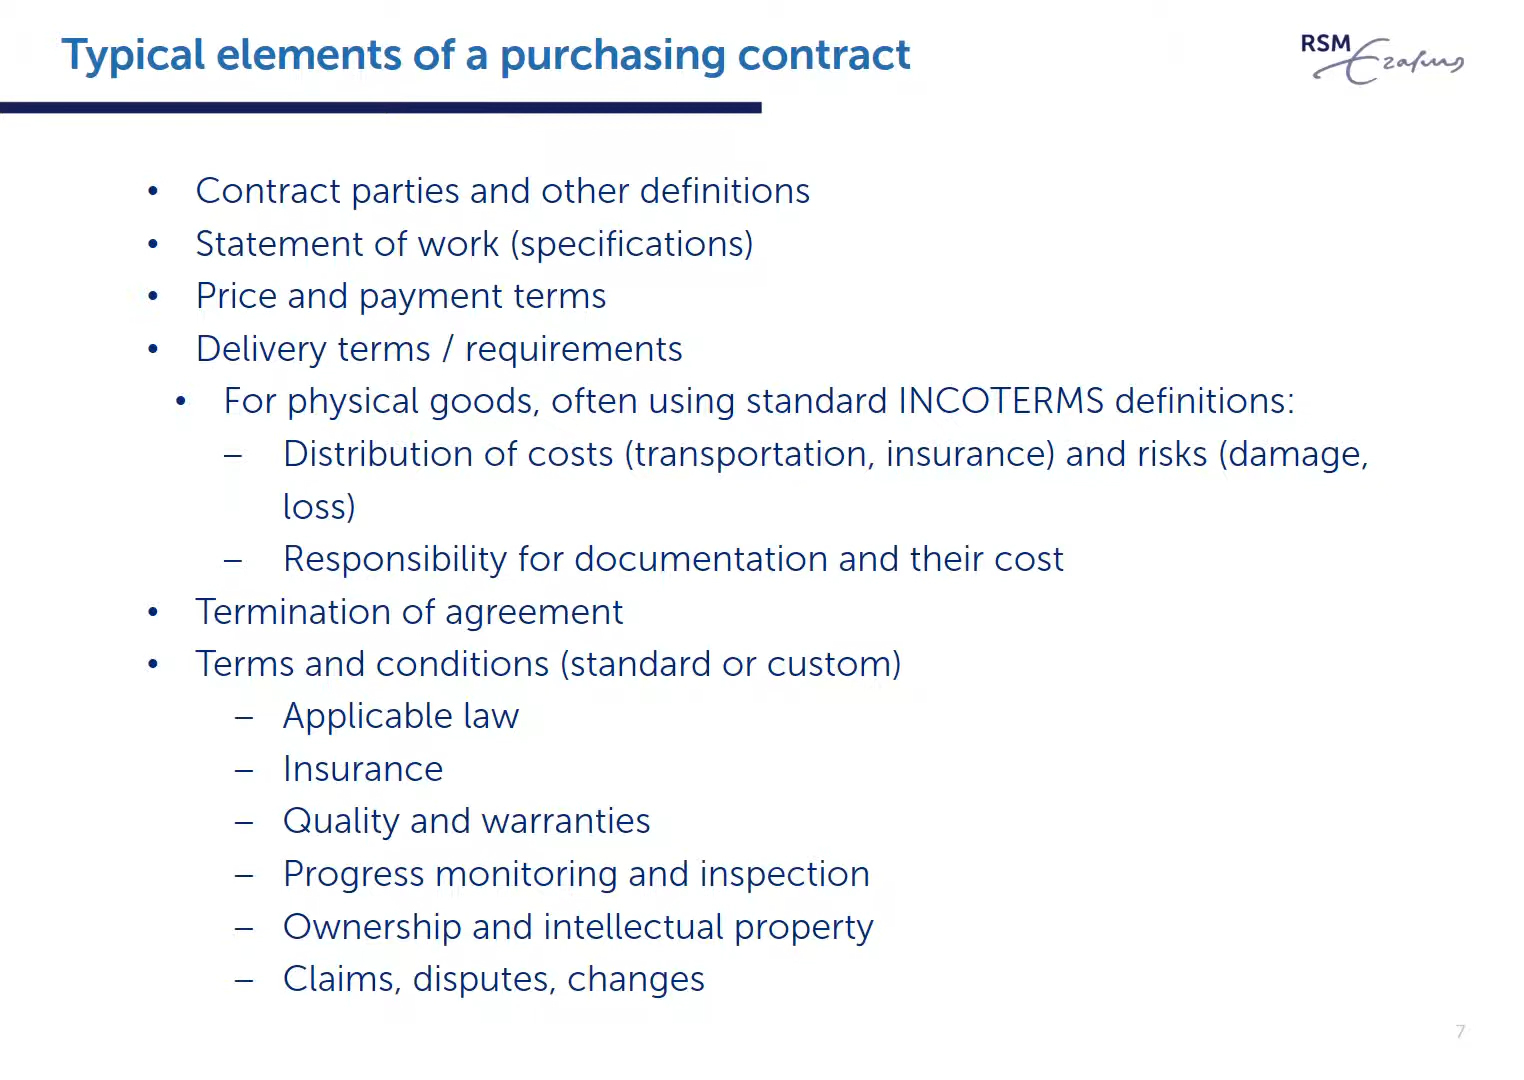 Typical elements of a purchasing contract
RSM
Erasmus
• Contract parties and other definitions
• Statement of work (specifications)
• Price and payment terms
• Delivery terms / requirements
• For physical goods, often using standard INCOTERMS definitions:
– Distribution of costs (transportation, insurance) and risks (damage,
loss)
– Responsibility for documentation and their cost
• Termination of agreement
• Terms and conditions (standard or custom)
– Applicable law
– Insurance
– Quality and warranties
– Progress monitoring and inspection
– Ownership and intellectual property
– Claims, disputes, changes
7